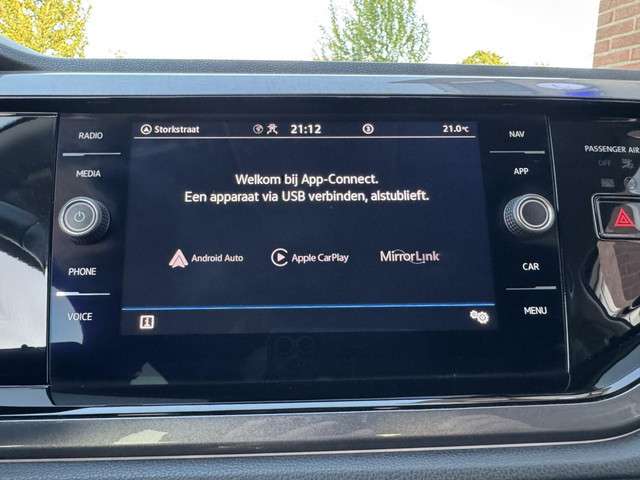 RADIO
MEDIA
PHONE
VOICE
Storkstraat
21:12
3
21.0°C
Welkom bij App-Connect.
Een apparaat via USB verbinden, alstublieft.
Android Auto
Apple CarPlay
MirrorLink
NAV
APP
CAR
MENU
PASSENGER AIR
OFF